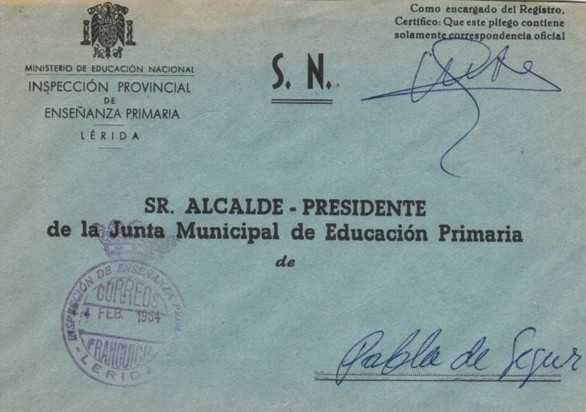 Como encargado del Registro,
Certifico: Que este pliego contiene
solamente correspondencia oficial
MINISTERIO DE EDUCACIÓN NACIONAL
INSPECCIÓN PROVINCIAL
DE
ENSEÑANZA PRIMARIA
LÉRIDA
S. N.
SR. ALCALDE - PRESIDENTE
de la Junta Municipal de Educación Primaria
de
INSPECCIÓN DE ENSEÑANZA
CORREOS
4 FEB. 1964
FRANQUICIA
LERIDA
Pobla de Segur